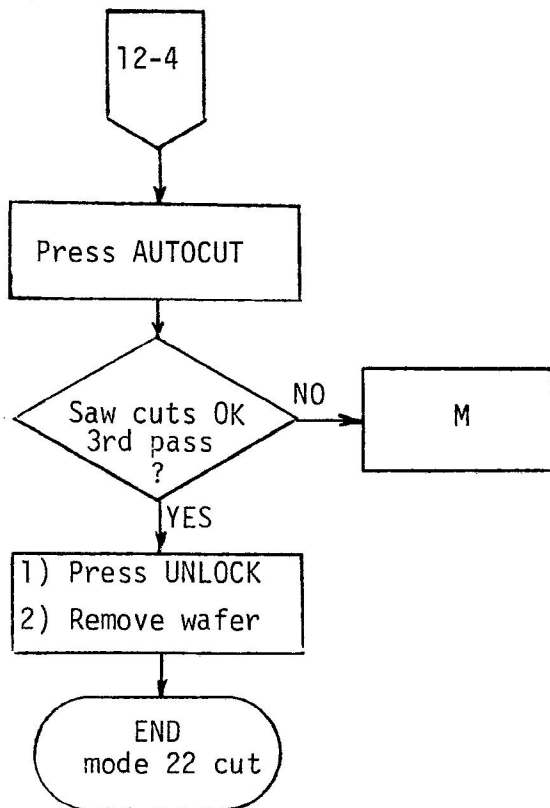 12-4
Press AUTOCUT
Saw cuts OK
3rd pass
?
NO
M
YES
1) Press UNLOCK
2) Remove wafer
END
mode 22 cut